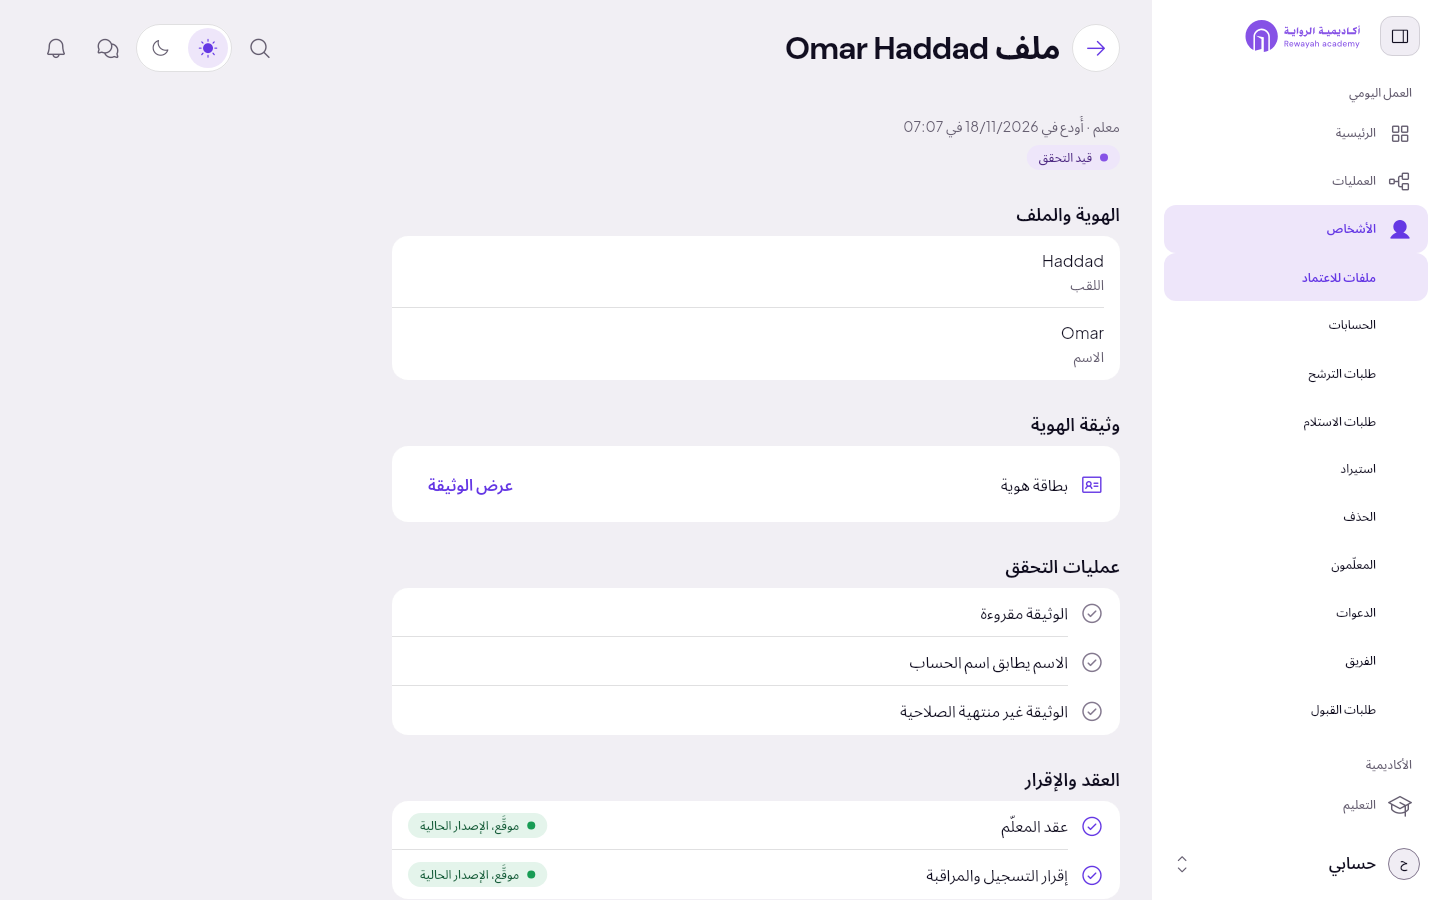 أكاديمية الرواية
Rewayah academy
العمل اليومي
الرئيسية
العمليات
الأشخاص
ملفات للاعتماد
الحسابات
طلبات الترشح
طلبات الاستلام
استيراد
الحذف
المعلّمون
الدعوات
الفريق
طلبات القبول
الأكاديمية
التعليم
ح
حسابي
ملف Omar Haddad
معلم · أُودع في 18/11/2026 في 07:07
قيد التحقق
الهوية والملف
Haddad
اللقب
Omar
الاسم
وثيقة الهوية
بطاقة هوية
عرض الوثيقة
عمليات التحقق
الوثيقة مقروءة
الاسم يطابق اسم الحساب
الوثيقة غير منتهية الصلاحية
العقد والإقرار
عقد المعلّم
موقَّع، الإصدار الحالية
إقرار التسجيل والمراقبة
موقَّع، الإصدار الحالية